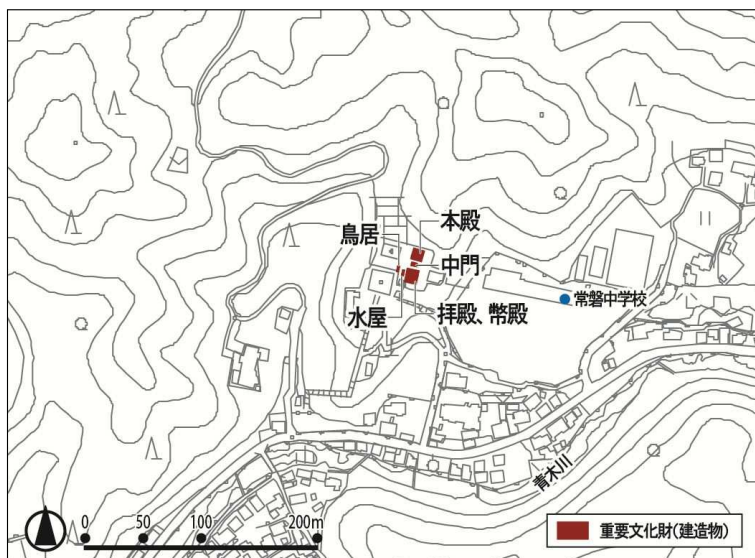 鳥居
本殿
中門
水屋
拝殿、幣殿
常磐中学校
青木川
0 50 100 200m
重要文化財(建造物)